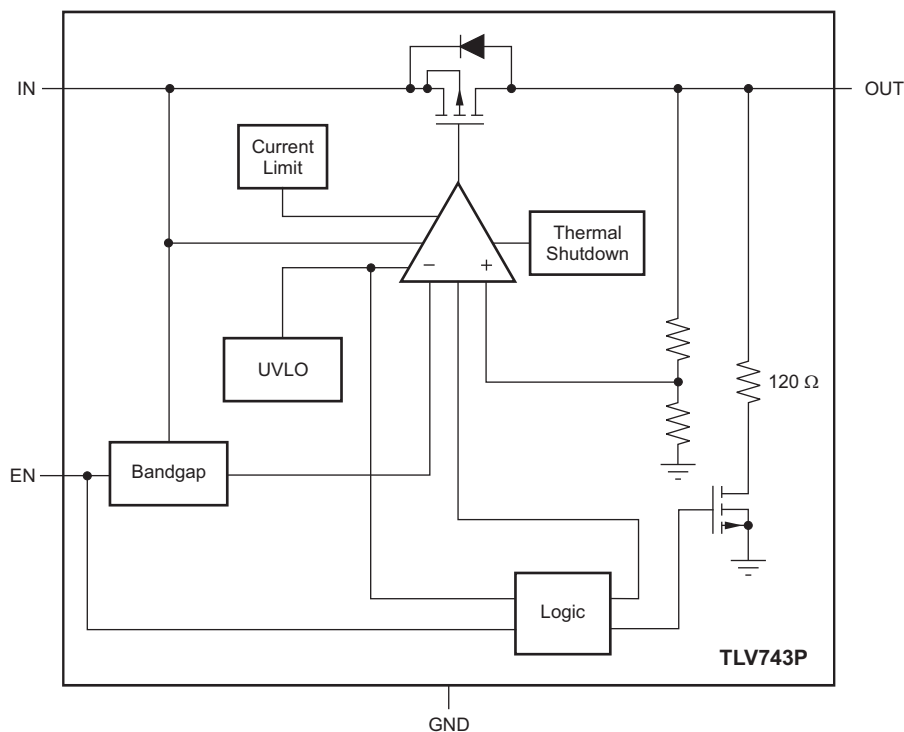 IN
OUT
Current
Limit
Thermal
Shutdown
−
+
UVLO
120 Ω
EN
Bandgap
Logic
TLV743P
GND